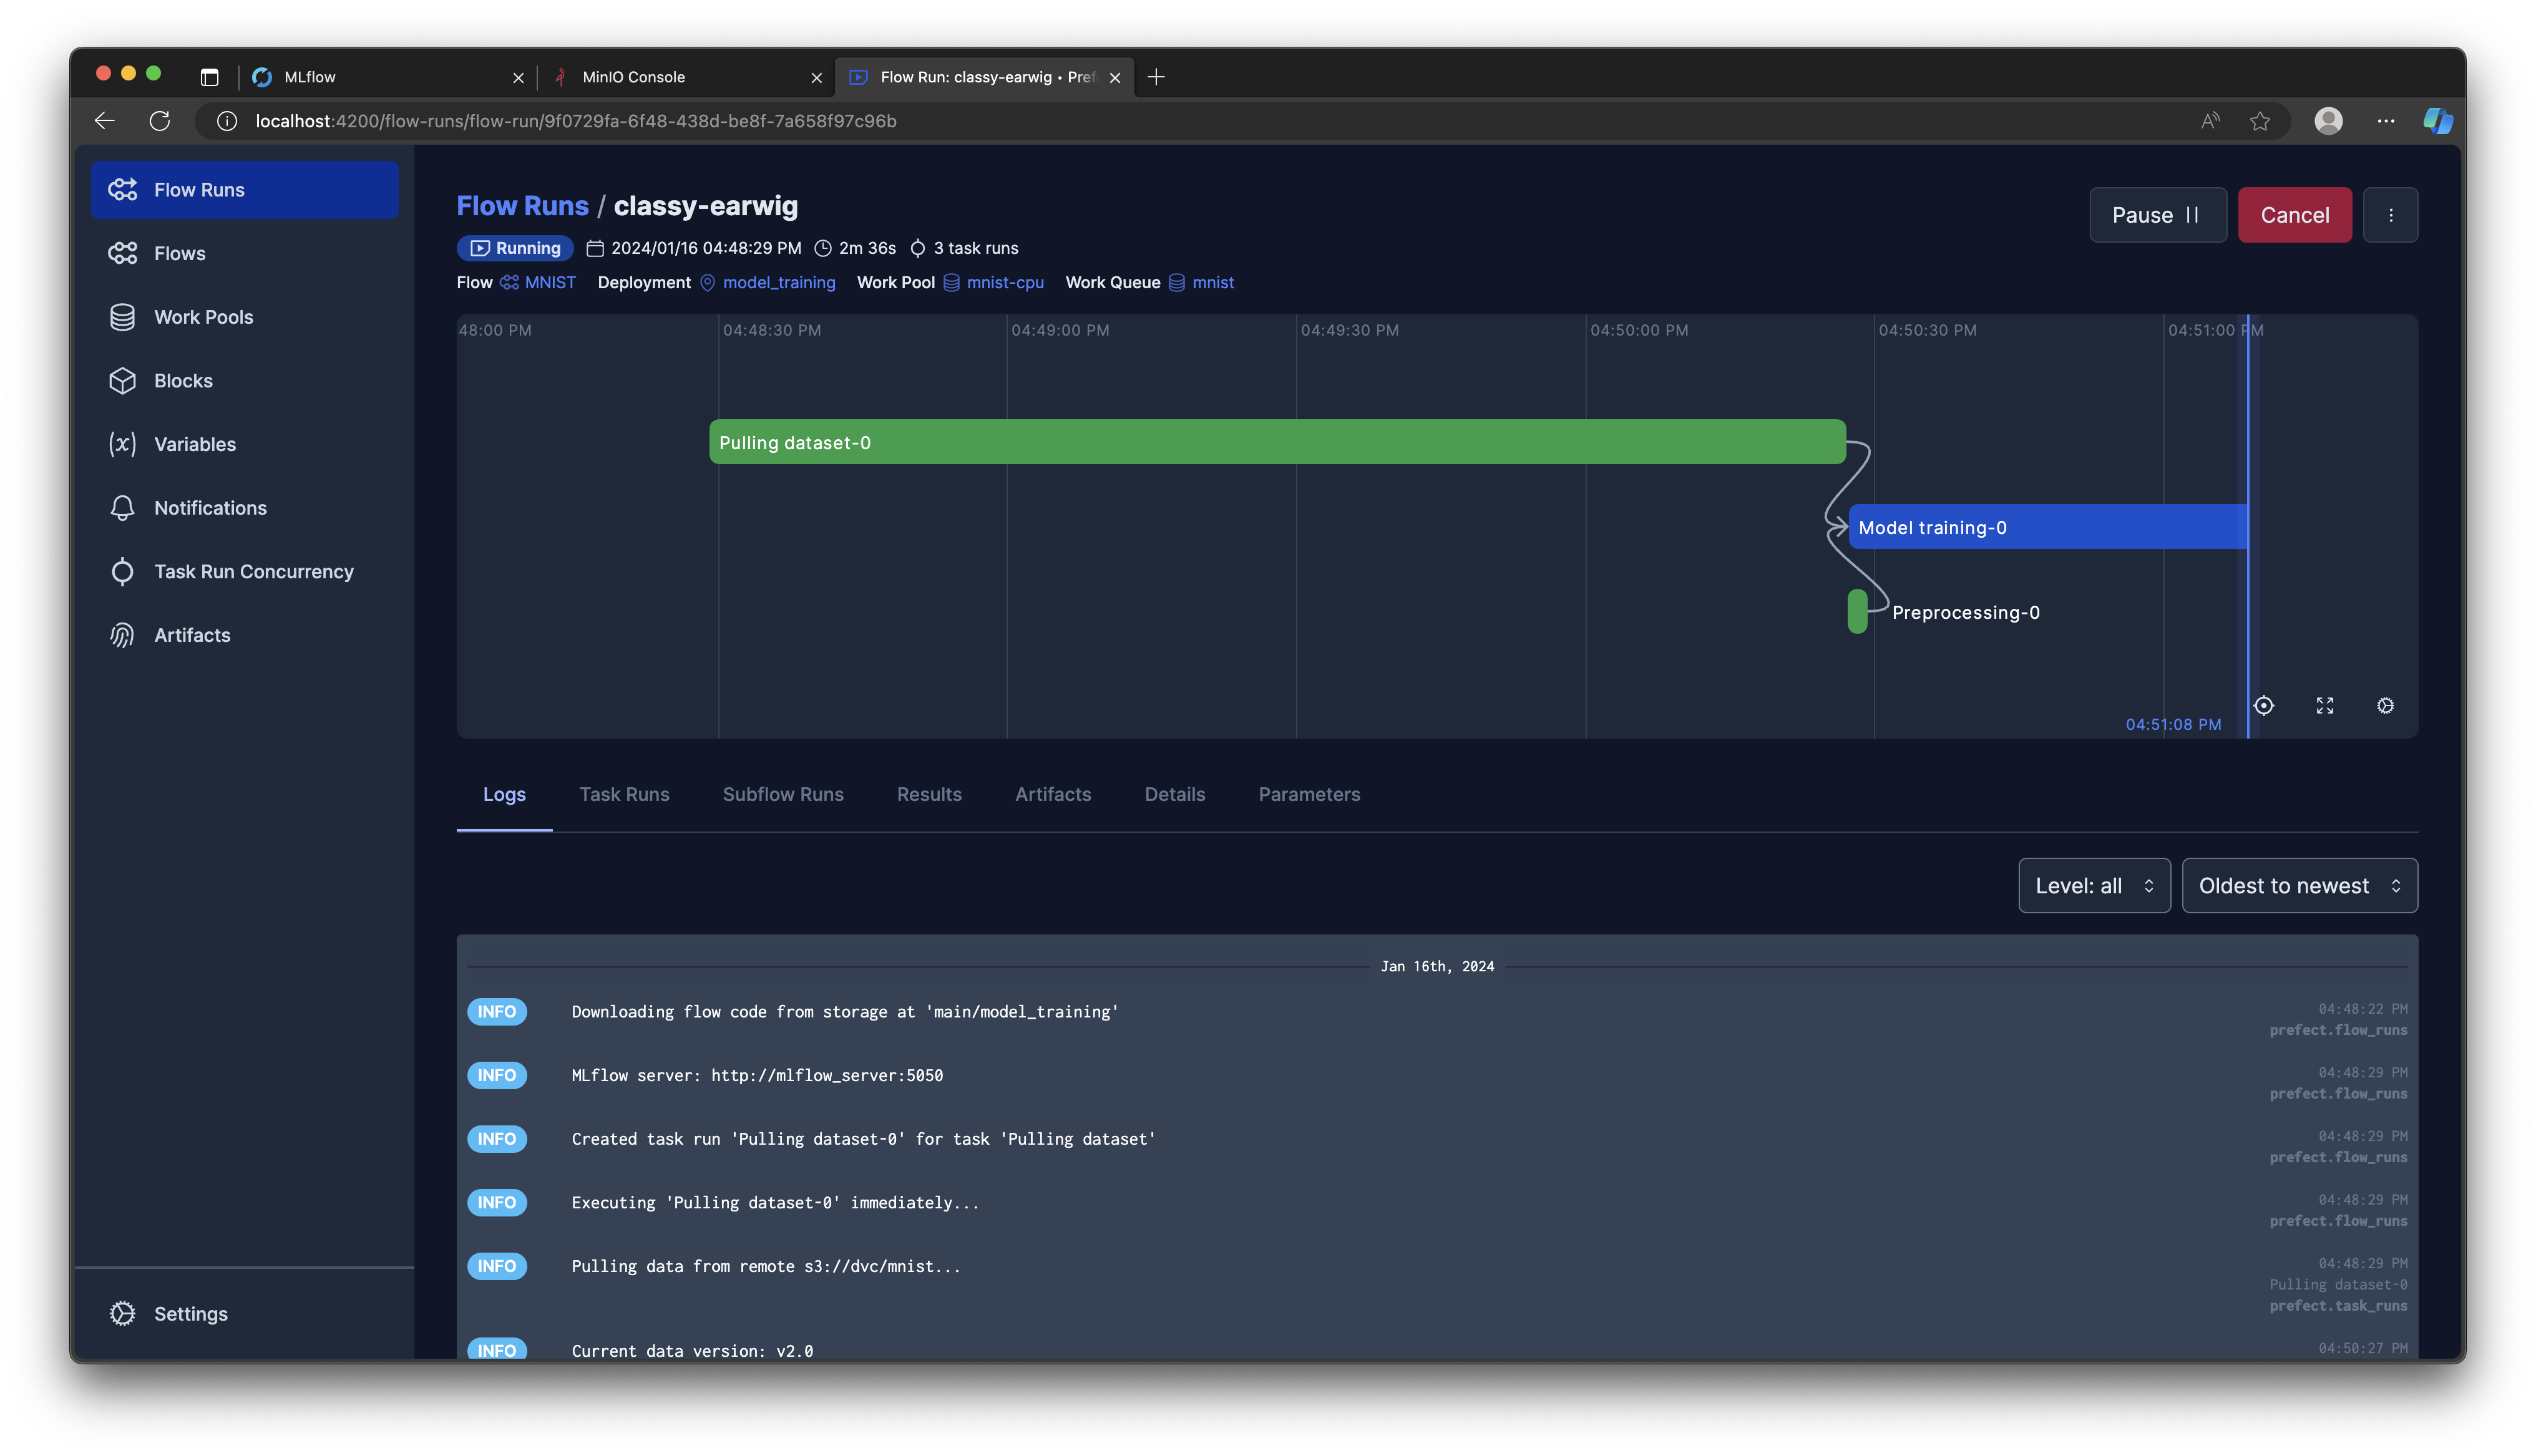 MLflow
MinIO Console
Flow Run: classy-earwig • Pref
localhost:4200/flow-runs/flow-run/9f0729fa-6f48-438d-be8f-7a658f97c96b
Flow Runs
Flows
Work Pools
Blocks
Variables
Notifications
Task Run Concurrency
Artifacts
Settings
Flow Runs / classy-earwig
Pause
Cancel
Running 2024/01/16 04:48:29 PM 2m 36s 3 task runs
Flow MNIST Deployment model_training Work Pool mnist-cpu Work Queue mnist
48:00 PM 04:48:30 PM 04:49:00 PM 04:49:30 PM 04:50:00 PM 04:50:30 PM 04:51:00 PM
Pulling dataset-0
Model training-0
Preprocessing-0
04:51:08 PM
Logs Task Runs Subflow Runs Results Artifacts Details Parameters
Level: all Oldest to newest
Jan 16th, 2024
INFO Downloading flow code from storage at 'main/model_training' 04:48:22 PM
prefect.flow_runs
INFO MLflow server: http://mlflow_server:5050 04:48:29 PM
prefect.flow_runs
INFO Created task run 'Pulling dataset-0' for task 'Pulling dataset' 04:48:29 PM
prefect.flow_runs
INFO Executing 'Pulling dataset-0' immediately... 04:48:29 PM
prefect.flow_runs
INFO Pulling data from remote s3://dvc/mnist... 04:48:29 PM
Pulling dataset-0
prefect.task_runs
INFO Current data version: v2.0 04:50:27 PM